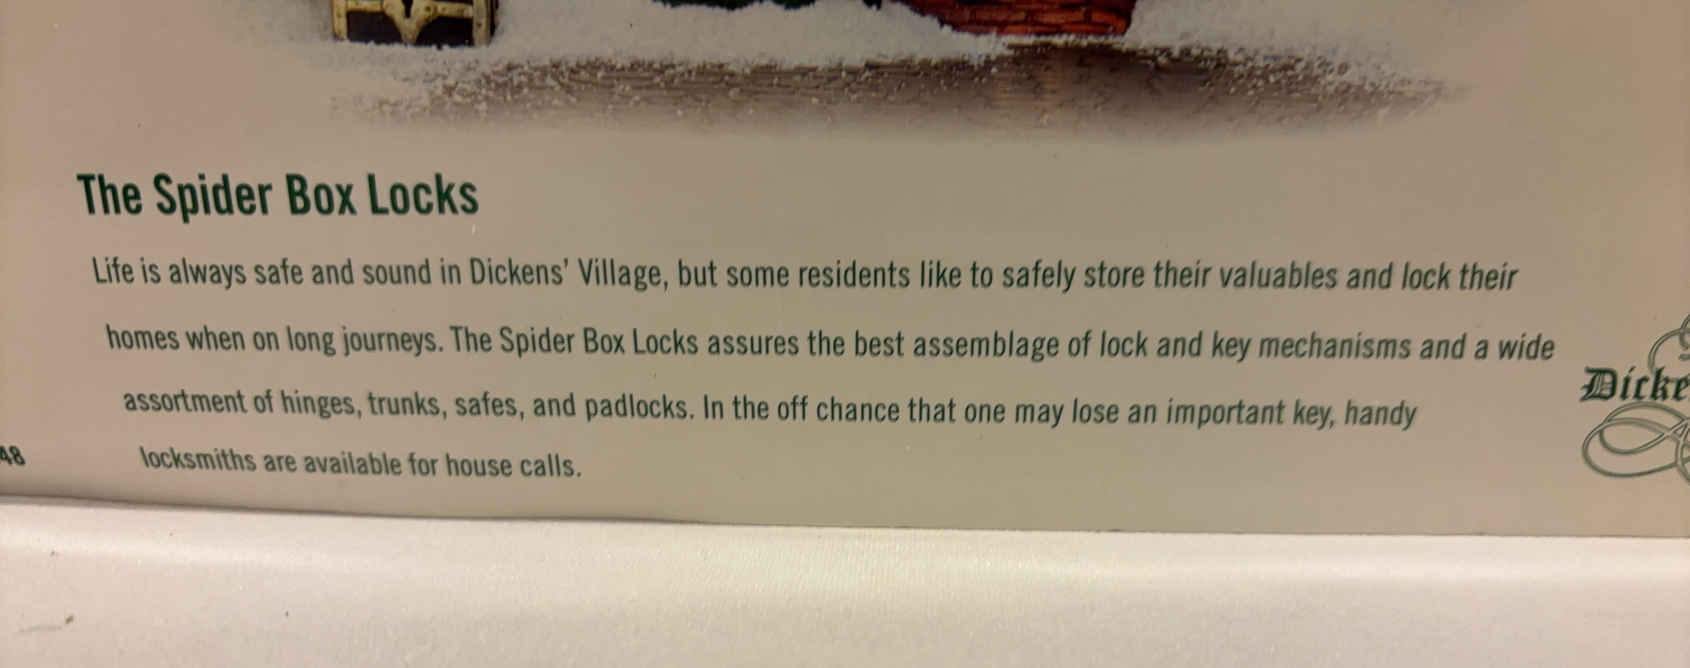 The Spider Box Locks
Life is always safe and sound in Dickens' Village, but some residents like to safely store their valuables and lock their
homes when on long journeys. The Spider Box Locks assures the best assemblage of lock and key mechanisms and a wide
assortment of hinges, trunks, safes, and padlocks. In the off chance that one may lose an important key, handy
locksmiths are available for house calls.
48
Dicke